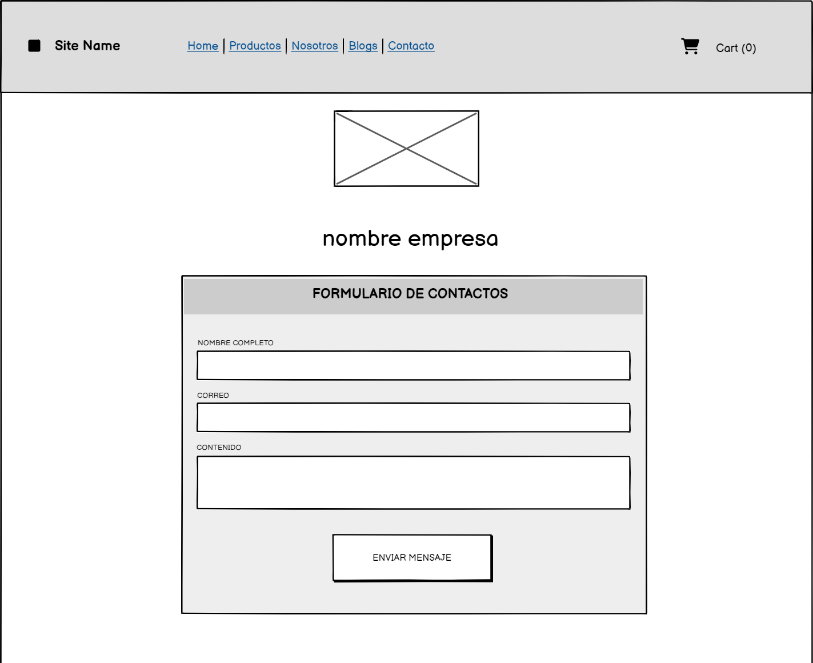 Site Name
Home | Productos | Nosotros | Blogs | Contacto
Cart (0)
nombre empresa
FORMULARIO DE CONTACTOS
NOMBRE COMPLETO
CORREO
CONTENIDO
ENVIAR MENSAJE